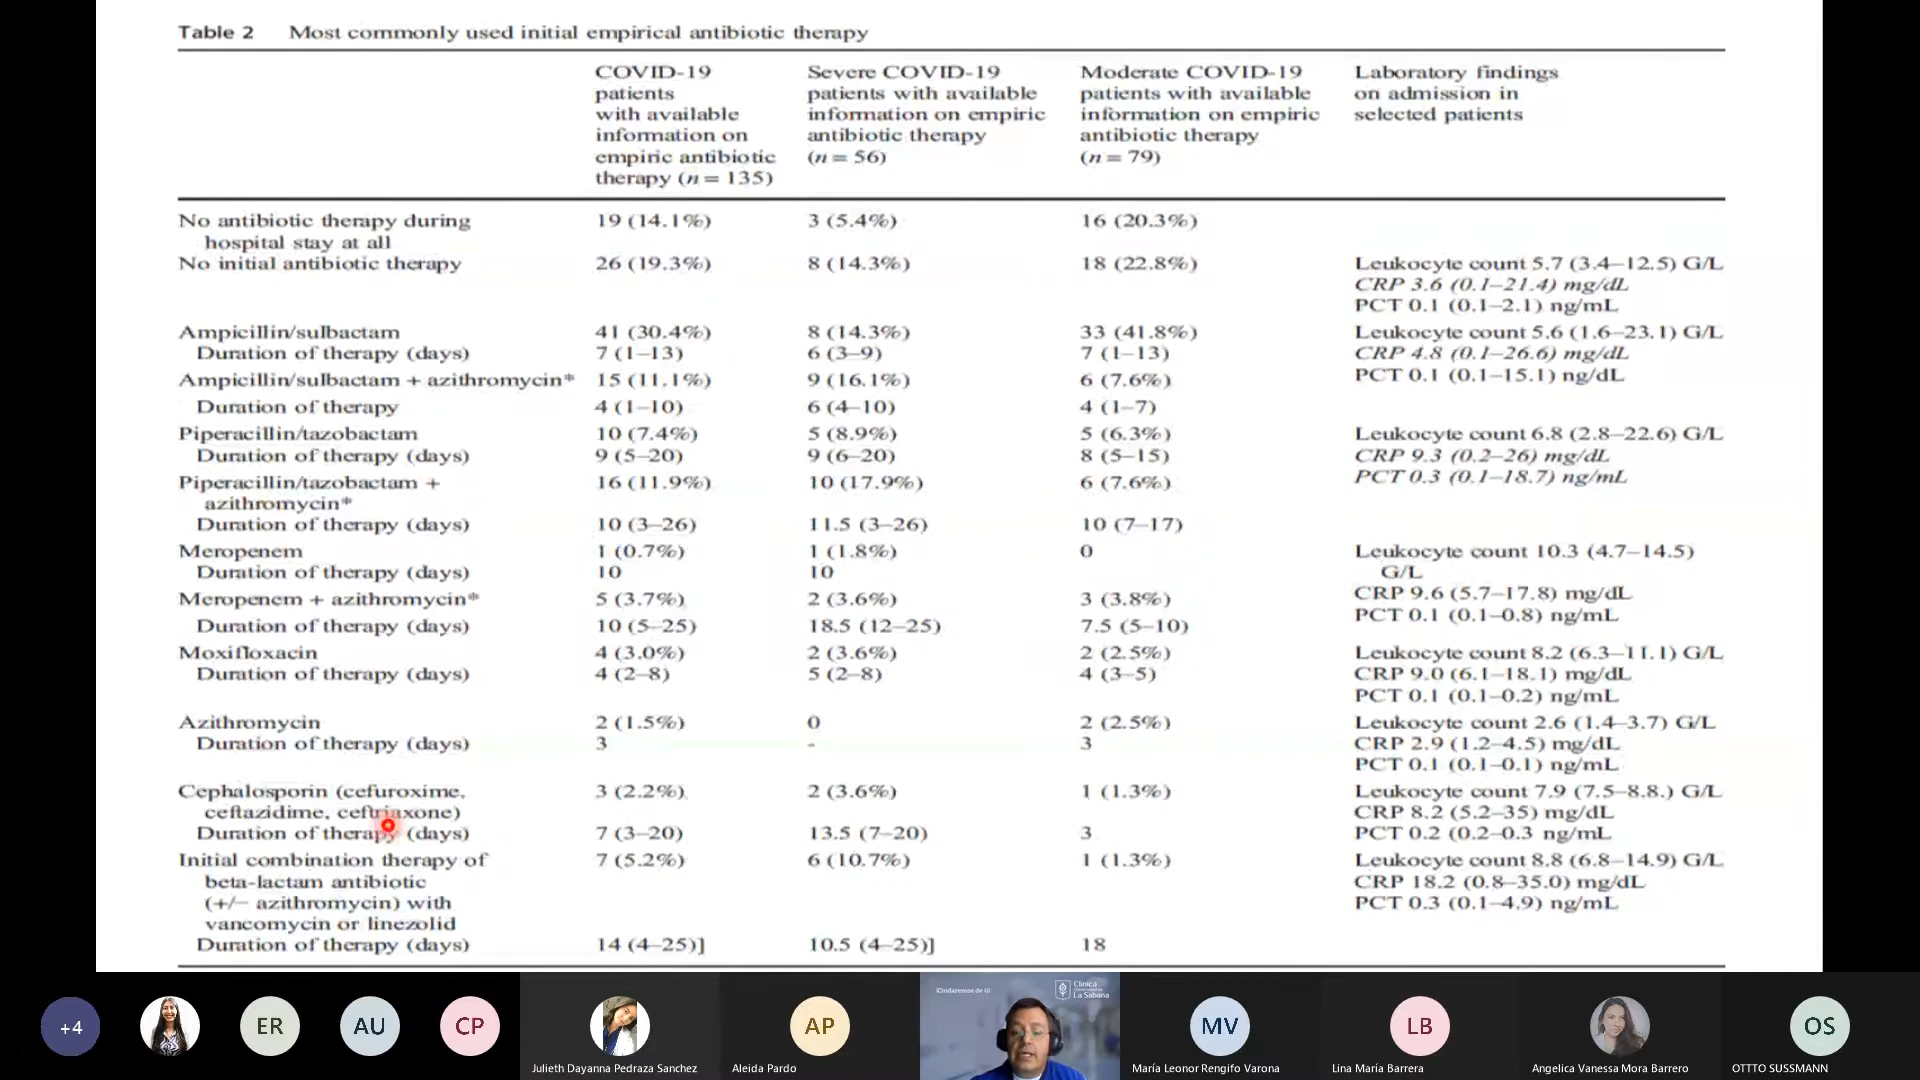 Table 2 Most commonly used initial empirical antibiotic therapy
COVID-19 patients with available information on empiric antibiotic therapy (n = 135)
Severe COVID-19 patients with available information on empiric antibiotic therapy (n = 56)
Moderate COVID-19 patients with available information on empiric antibiotic therapy (n = 79)
Laboratory findings on admission in selected patients
No antibiotic therapy during hospital stay at all 19 (14.1%) 3 (5.4%) 16 (20.3%)
No initial antibiotic therapy 26 (19.3%) 8 (14.3%) 18 (22.8%) Leukocyte count 5.7 (3.4–12.5) G/L
CRP 3.6 (0.1–21.4) mg/dL
PCT 0.1 (0.1–2.1) ng/mL
Ampicillin/sulbactam 41 (30.4%) 8 (14.3%) 33 (41.8%) Leukocyte count 5.6 (1.6–23.1) G/L
Duration of therapy (days) 7 (1–13) 6 (3–9) 7 (1–13) CRP 4.8 (0.1–26.6) mg/dL
Ampicillin/sulbactam + azithromycin* 15 (11.1%) 9 (16.1%) 6 (7.6%) PCT 0.1 (0.1–15.1) ng/dL
Duration of therapy 4 (1–10) 6 (4–10) 4 (1–7)
Piperacillin/tazobactam 10 (7.4%) 5 (8.9%) 5 (6.3%) Leukocyte count 6.8 (2.8–22.6) G/L
Duration of therapy (days) 9 (5–20) 9 (6–20) 8 (5–15) CRP 9.3 (0.2–26) mg/dL
Piperacillin/tazobactam + azithromycin* 16 (11.9%) 10 (17.9%) 6 (7.6%) PCT 0.3 (0.1–18.7) ng/mL
Duration of therapy (days) 10 (3–26) 11.5 (3–26) 10 (7–17)
Meropenem 1 (0.7%) 1 (1.8%) 0 Leukocyte count 10.3 (4.7–14.5) G/L
Duration of therapy (days) 10 10
Meropenem + azithromycin* 5 (3.7%) 2 (3.6%) 3 (3.8%) CRP 9.6 (5.7–17.8) mg/dL
Duration of therapy (days) 10 (5–25) 18.5 (12–25) 7.5 (5–10) PCT 0.1 (0.1–0.8) ng/mL
Moxifloxacin 4 (3.0%) 2 (3.6%) 2 (2.5%) Leukocyte count 8.2 (6.3–11.1) G/L
Duration of therapy (days) 4 (2–8) 5 (2–8) 4 (3–5) CRP 9.0 (6.1–18.1) mg/dL
PCT 0.1 (0.1–0.2) ng/mL
Azithromycin 2 (1.5%) 0 2 (2.5%) Leukocyte count 2.6 (1.4–3.7) G/L
Duration of therapy (days) 3 - 3 CRP 2.9 (1.2–4.5) mg/dL
PCT 0.1 (0.1–0.1) ng/mL
Cephalosporin (cefuroxime, ceftazidime, ceftriaxone) 3 (2.2%) 2 (3.6%) 1 (1.3%) Leukocyte count 7.9 (7.5–8.8.) G/L
CRP 8.2 (5.2–35) mg/dL
Duration of therapy (days) 7 (3–20) 13.5 (7–20) 3 PCT 0.2 (0.2–0.3 ng/mL
Initial combination therapy of beta-lactam antibiotic (+/− azithromycin) with vancomycin or linezolid 7 (5.2%) 6 (10.7%) 1 (1.3%) Leukocyte count 8.8 (6.8–14.9) G/L
CRP 18.2 (0.8–35.0) mg/dL
PCT 0.3 (0.1–4.9) ng/mL
Duration of therapy (days) 14 (4–25)] 10.5 (4–25)] 18
+4
ER
AU
CP
Julieth Dayanna Pedraza Sanchez
AP
Aleida Pardo
¡Cuidaremos de ti!
Clínica
La Sabana
MV
María Leonor Rengifo Varona
LB
Lina María Barrera
Angelica Vanessa Mora Barrero
OS
OTTTO SUSSMANN